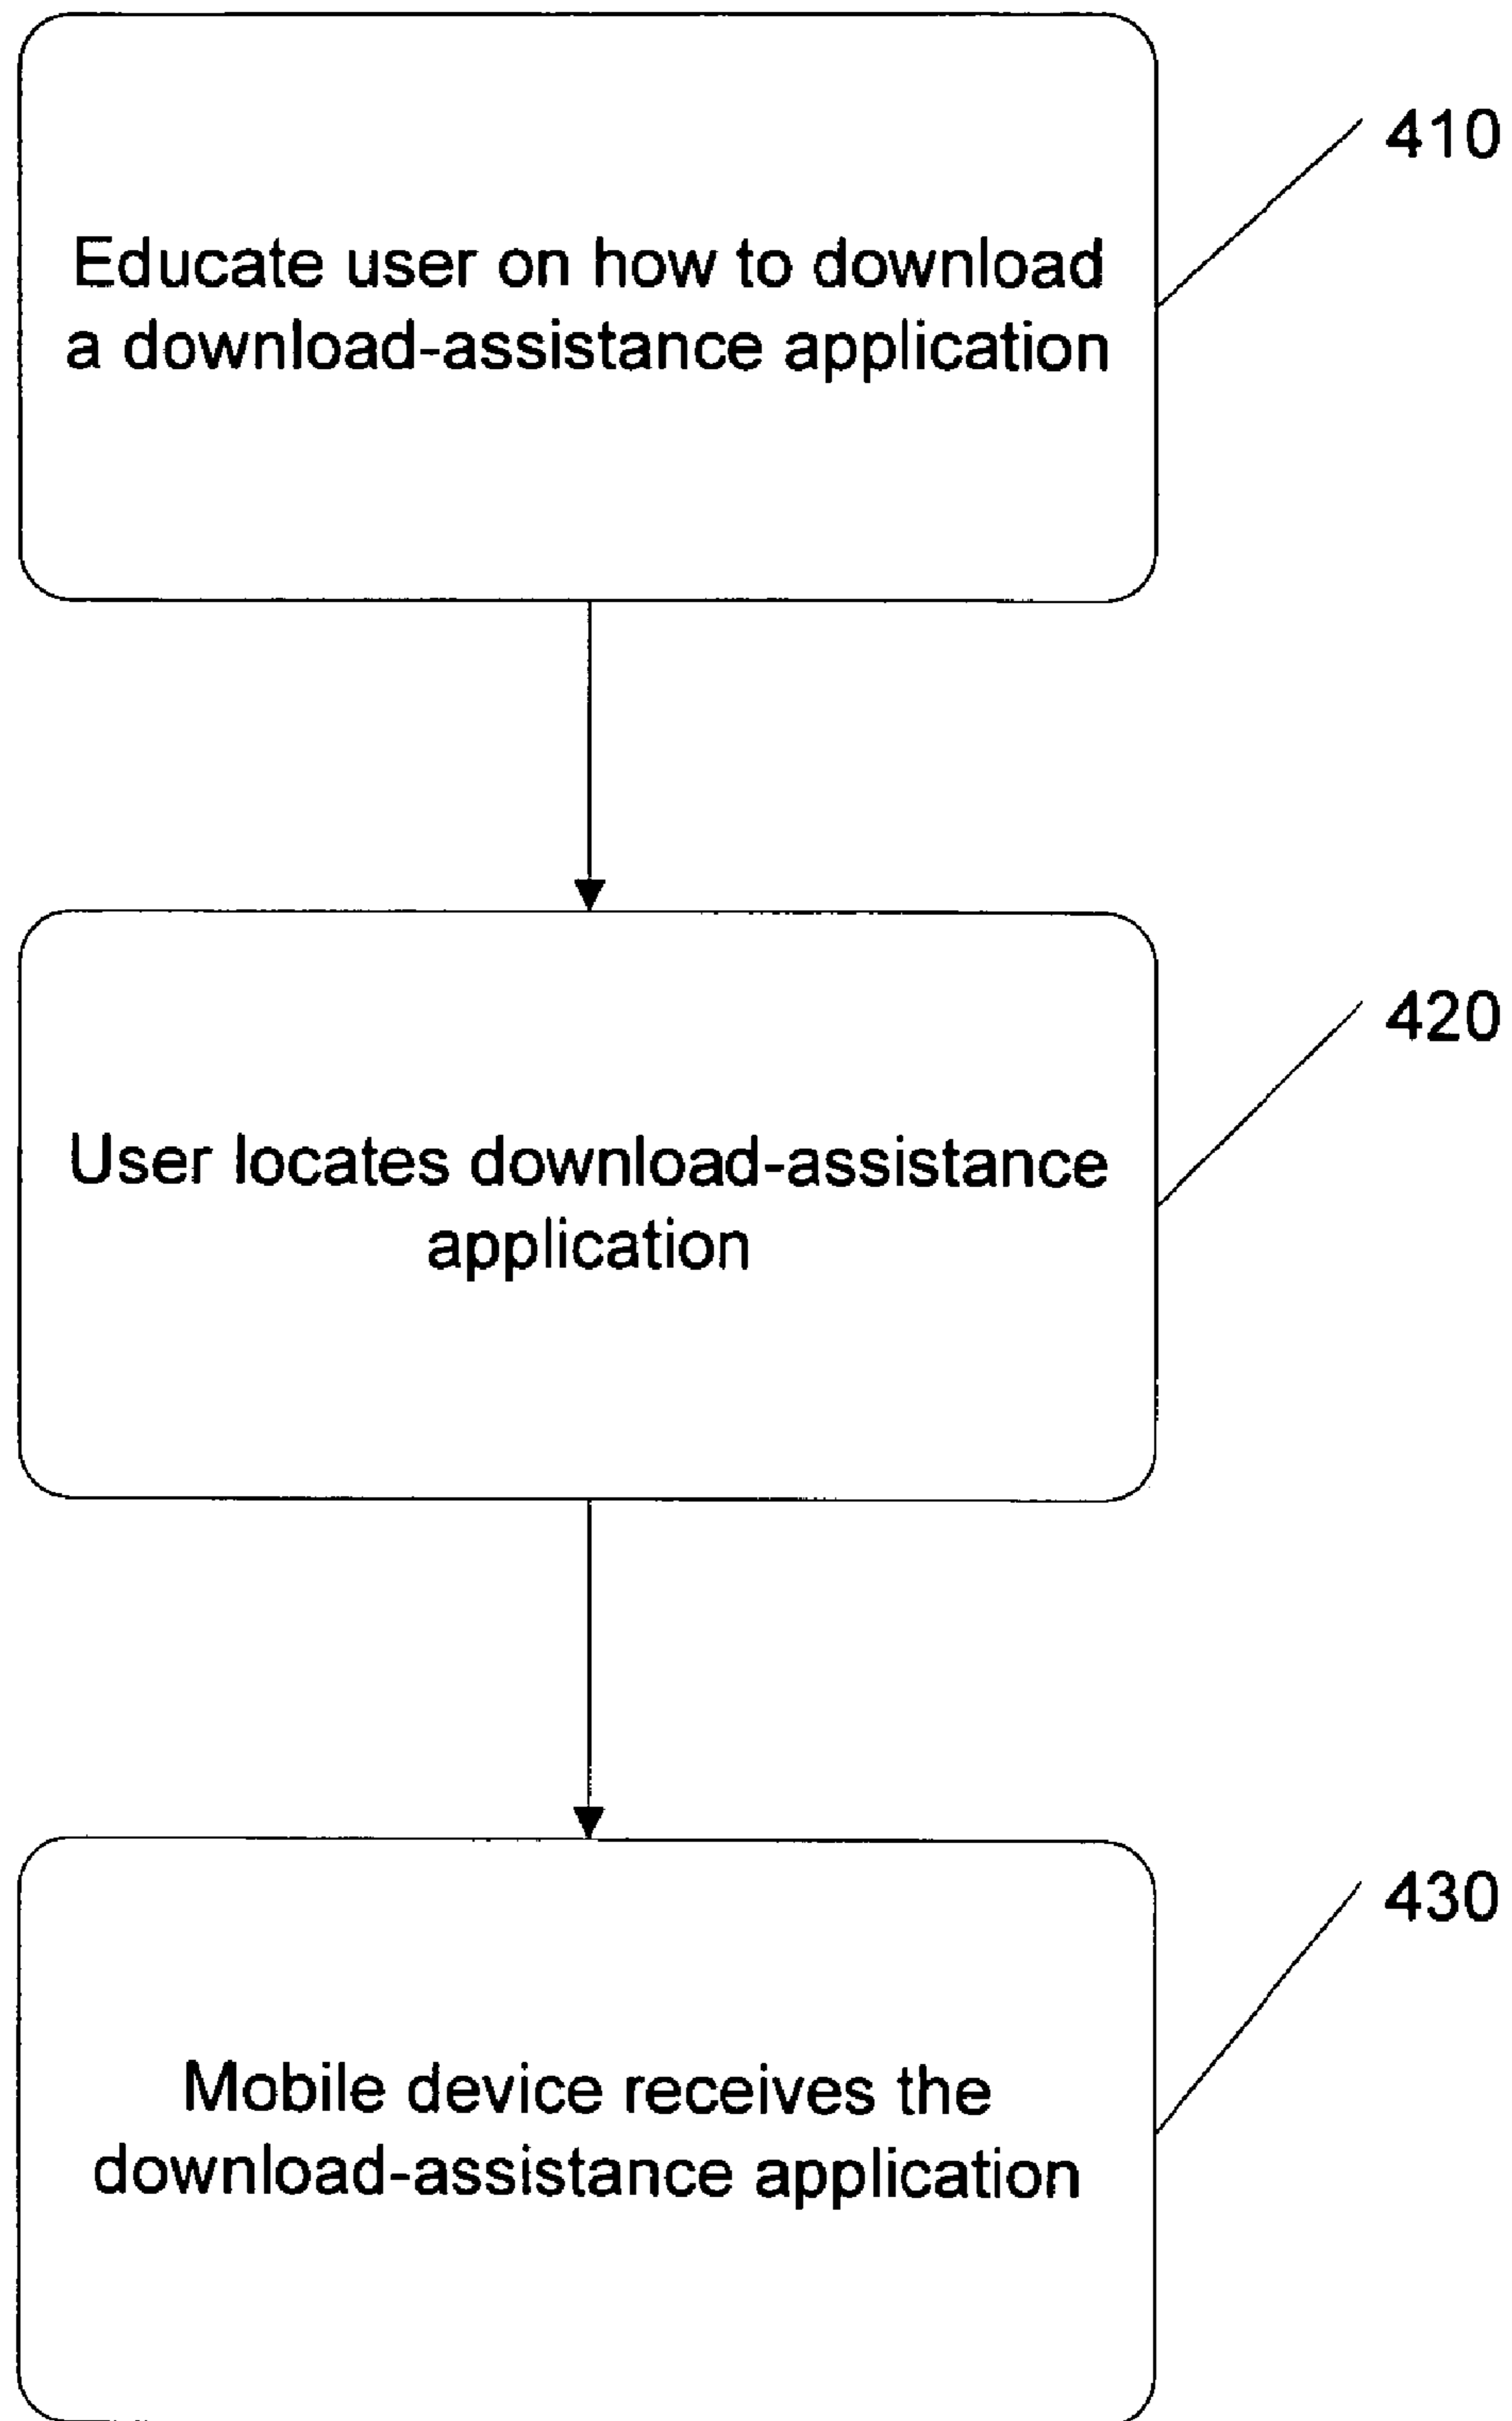 410
Educate user on how to download
a download-assistance application
420
User locates download-assistance
application
430
Mobile device receives the
download-assistance application